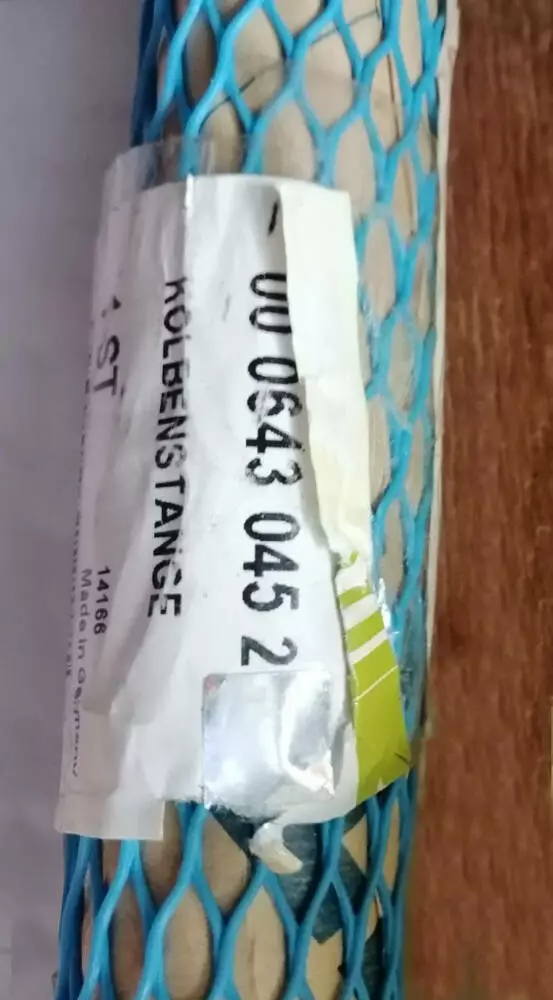 00 0643 045 2
KOLBENSTANGE
1 ST
14166
Made in Germany